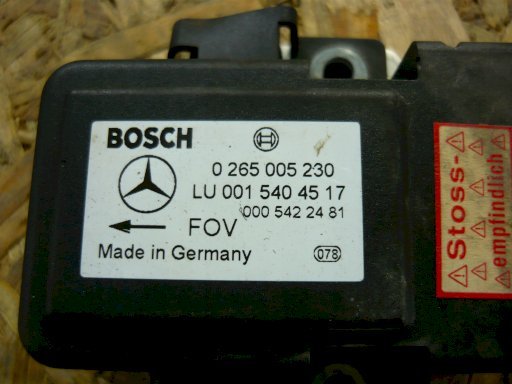 BOSCH
0 265 005 230
LU 001 540 45 17
000 542 24 81
FOV
Made in Germany
078
Stoss-
empfindlich